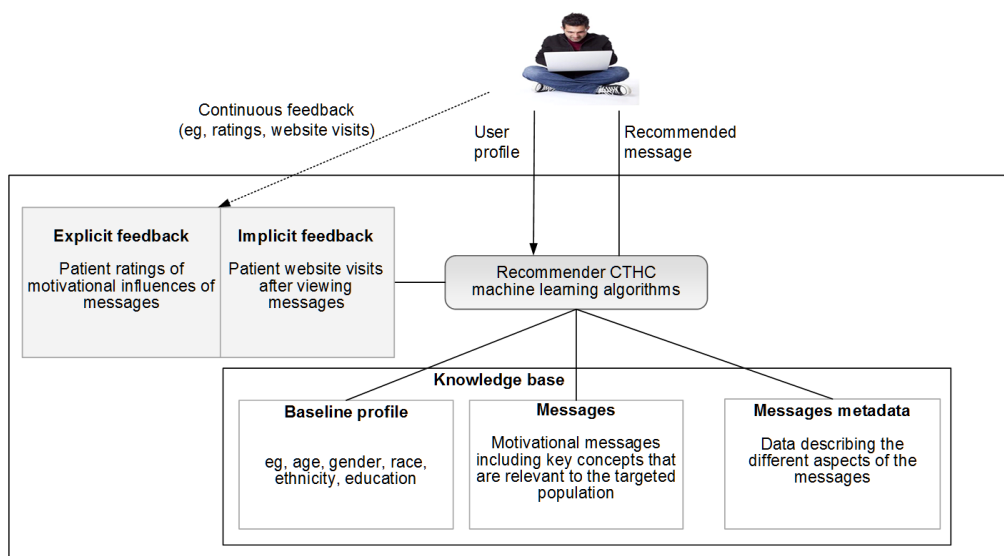 Continuous feedback
(eg, ratings, website visits)
User
profile
Recommended
message
Explicit feedback
Patient ratings of
motivational influences of
messages
Implicit feedback
Patient website visits
after viewing
messages
Recommender CTHC
machine learning algorithms
Knowledge base
Baseline profile
eg, age, gender, race,
ethnicity, education
Messages
Motivational messages
including key concepts that
are relevant to the targeted
population
Messages metadata
Data describing the
different aspects of the
messages